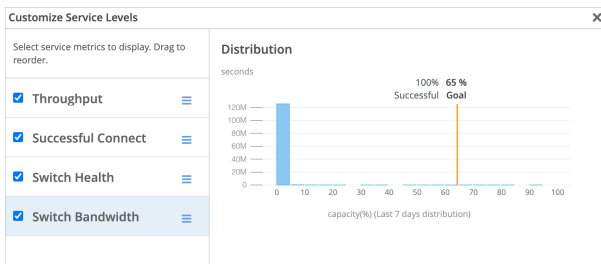 Customize Service Levels
Select service metrics to display. Drag to
reorder.
Throughput
Successful Connect
Switch Health
Switch Bandwidth
Distribution
seconds
100% 65 %
Successful Goal
120M
100M
80M
60M
40M
20M
0
0 10 20 30 40 50 60 70 80 90 100
capacity(%) (Last 7 days distribution)